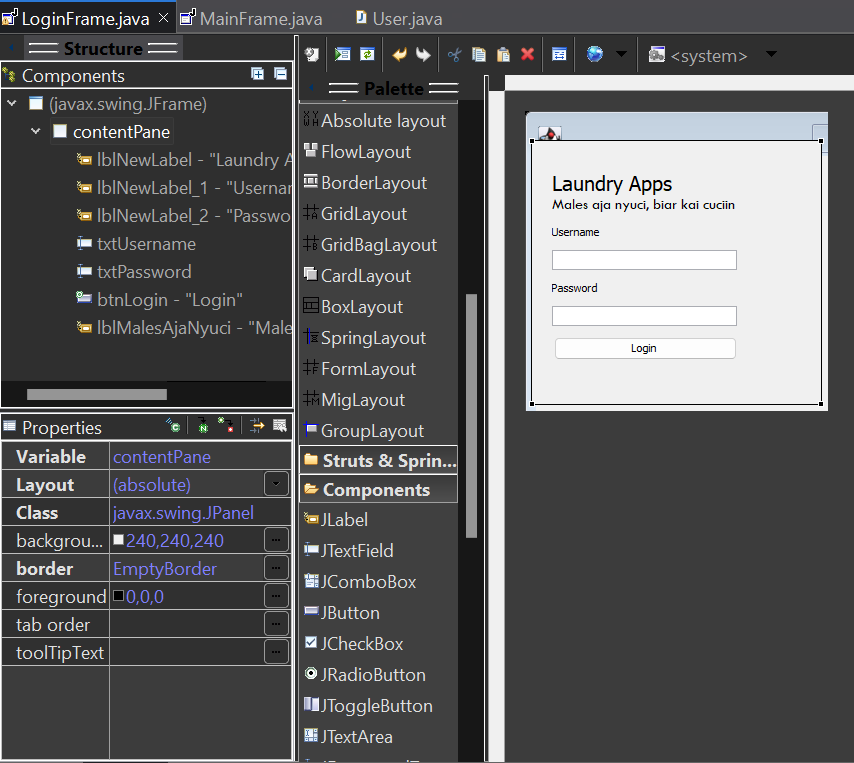 LoginFrame.java
MainFrame.java
User.java
Structure
Components
(javax.swing.JFrame)
contentPane
lblNewLabel - "Laundry A
lblNewLabel_1 - "Usernar
lblNewLabel_2 - "Passwo
txtUsername
txtPassword
btnLogin - "Login"
lblMalesAjaNyuci - "Male
Properties
Variable contentPane
Layout (absolute)
Class javax.swing.JPanel
backgrou... 240,240,240
border EmptyBorder
foreground 0,0,0
tab order
toolTipText
<system>
Palette
Absolute layout
FlowLayout
BorderLayout
GridLayout
GridBagLayout
CardLayout
BoxLayout
SpringLayout
FormLayout
MigLayout
GroupLayout
Struts & Sprin...
Components
JLabel
JTextField
JComboBox
JButton
JCheckBox
JRadioButton
JToggleButton
JTextArea
Laundry Apps
Males aja nyuci, biar kai cuciin
Username
Password
Login